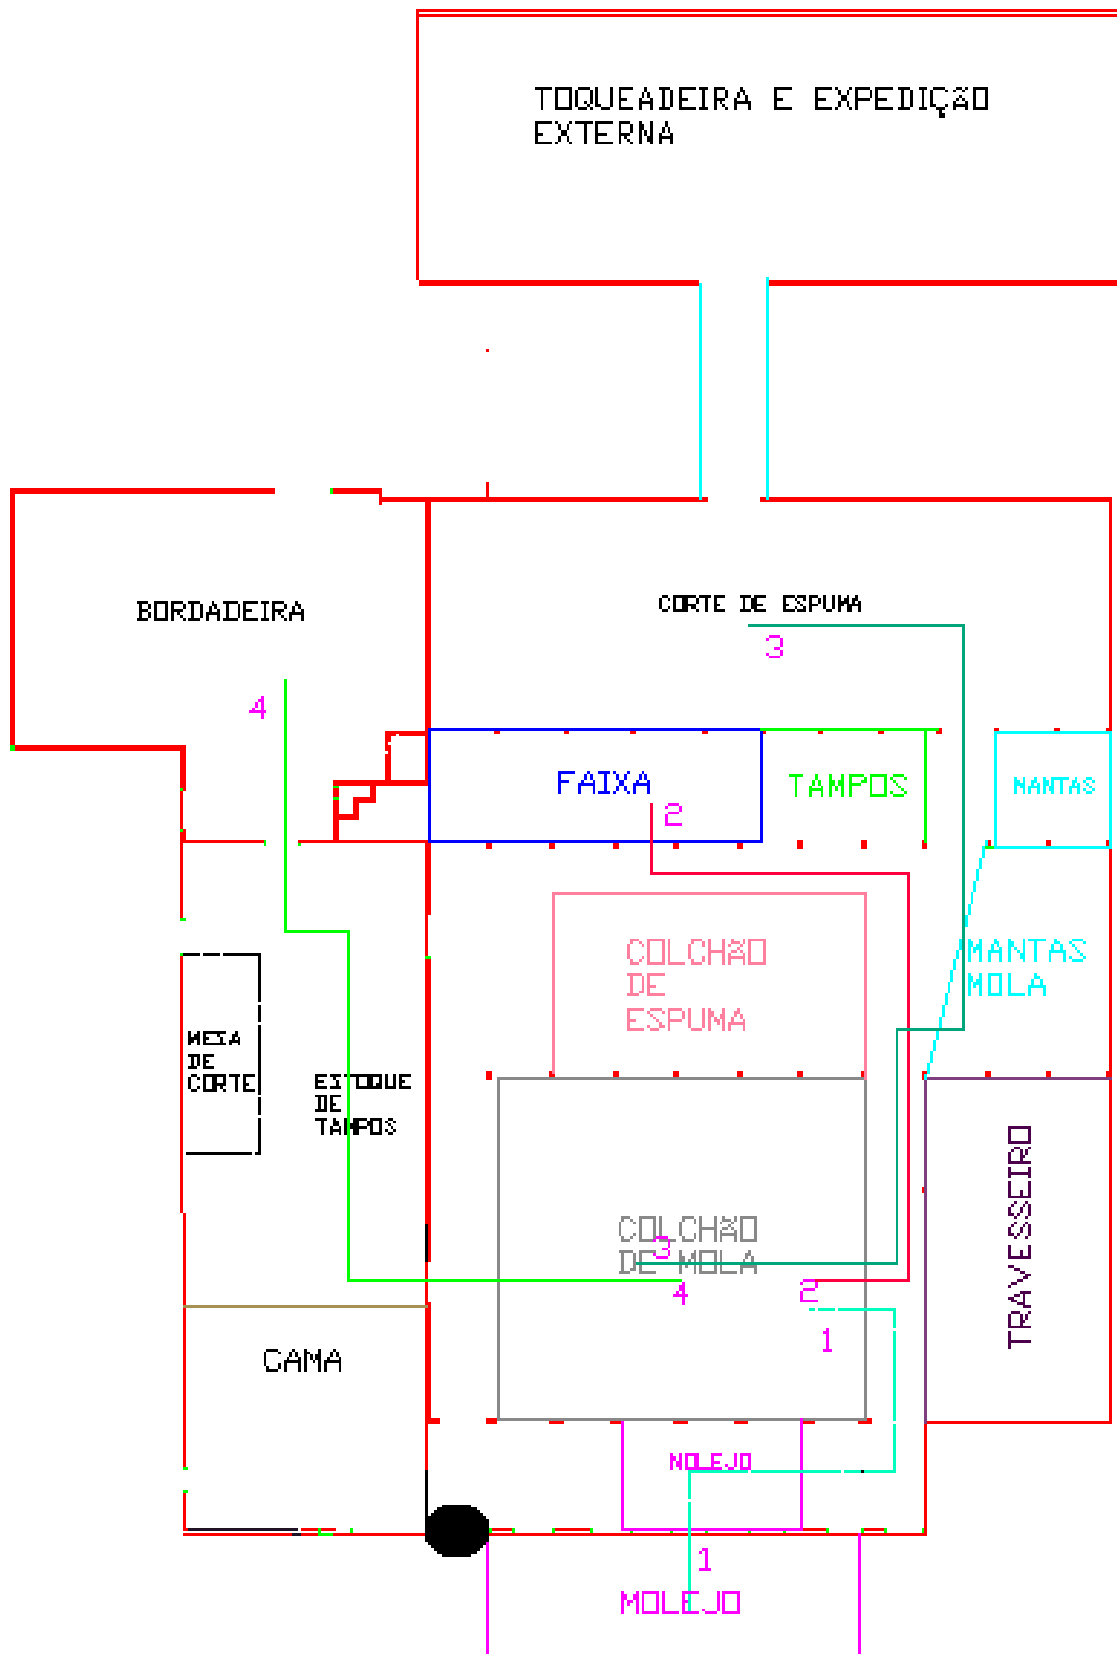 TOQUEADEIRA E EXPEDIÇÃO
EXTERNA
BORDADEIRA
CORTE DE ESPUMA
3
4
FAIXA
TAMPOS
MANTAS
2
COLCHÃO
DE
ESPUMA
MANTAS
MOLA
MESA
DE
CORTE
ESTOQUE
DE
TAMPOS
TRAVESSEIRO
COLCHÃO
DE MOLA
3
4
2
1
CAMA
MOLEJO
1
MOLEJO